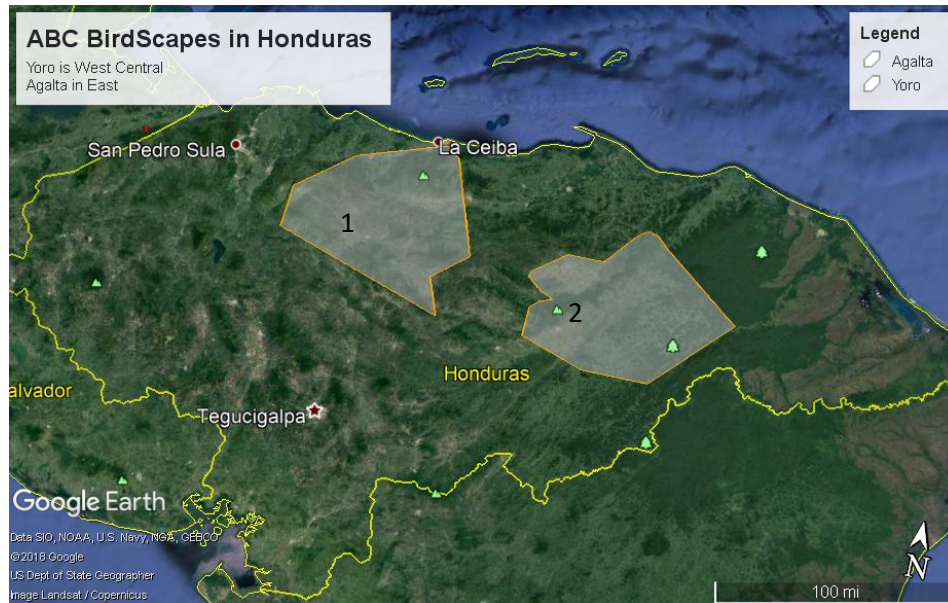 ABC BirdScapes in Honduras
Yoro is West Central
Agalta in East
Legend
Agalta
Yoro
San Pedro Sula
La Ceiba
1
2
Honduras
alvador
Tegucigalpa
Google Earth
Data SIO, NOAA, U.S. Navy, NGA, GEBCO
©2018 Google
US Dept of State Geographer
Image Landsat / Copernicus
N
100 mi